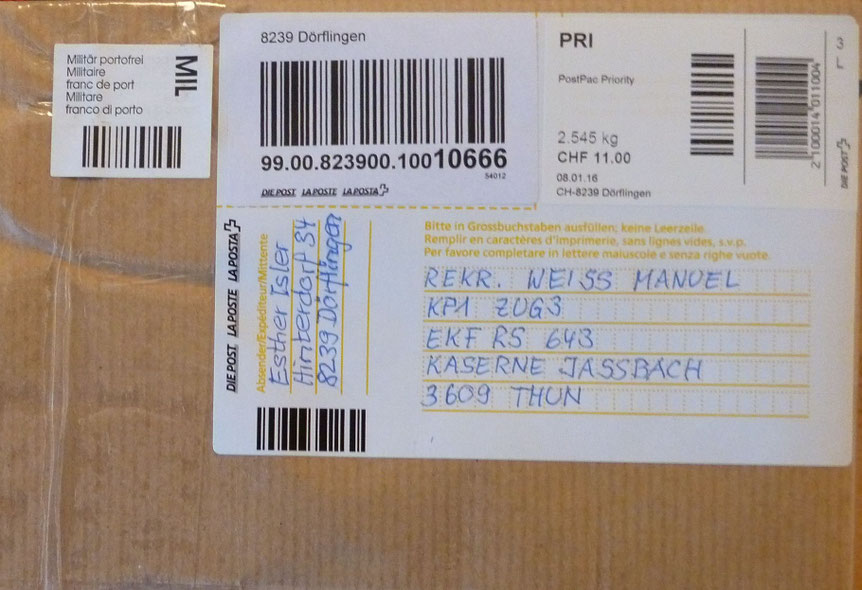 Militär portofrei
Militaire
franc de port
Militare
franco di porto
MIL
8239 Dörflingen
99.00.823900.10010666
54012
DIE POST LA POSTE LA POSTA
PRI
PostPac Priority
2.545 kg
CHF 11.00
08.01.16
CH-8239 Dörflingen
2100014 011004
DIE POST
DIE POST LA POSTE LA POSTA
Absender/Expéditeur/Mittente
Esther Isler
Hinterdorf 34
8239 Dörflingen
Bitte in Grossbuchstaben ausfüllen; keine Leerzeile.
Remplir en caractères d'imprimerie, sans lignes vides, s.v.p.
Per favore completare in lettere maiuscole e senza righe vuote.
REKR. WEISS MANUEL
KP1 ZUG3
EKF RS 643
KASERNE JASSBACH
3609 THUN